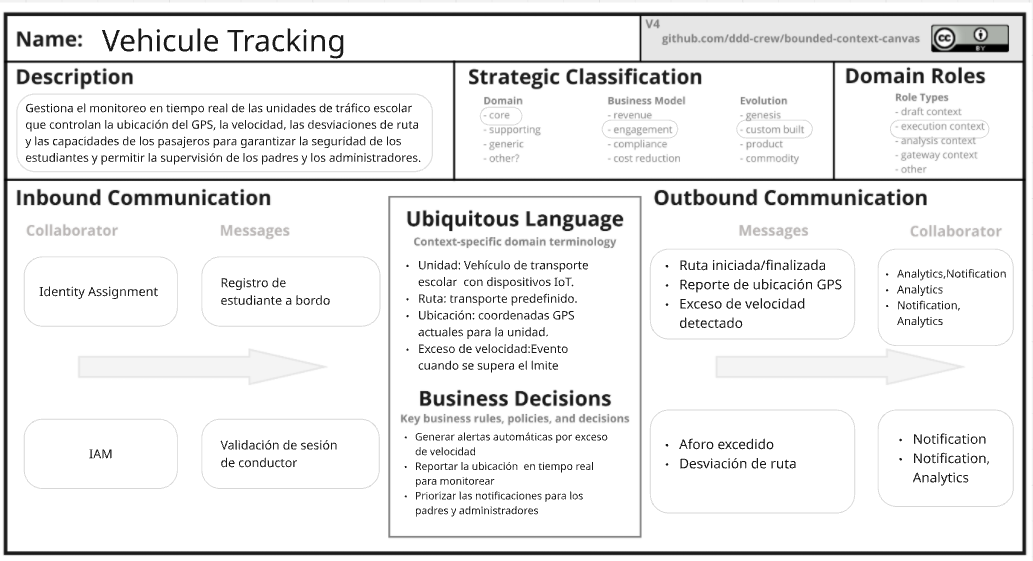 Name: Vehicule Tracking
V4
github.com/ddd-crew/bounded-context-canvas
cc
BY
Description
Gestiona el monitoreo en tiempo real de las unidades de tráfico escolar
que controlan la ubicación del GPS, la velocidad, las desviaciones de ruta
y las capacidades de los pasajeros para garantizar la seguridad de los
estudiantes y permitir la supervisión de los padres y los administradores.
Strategic Classification
Domain
- core
- supporting
- generic
- other?
Business Model
- revenue
- engagement
- compliance
- cost reduction
Evolution
- genesis
- custom built
- product
- commodity
Domain Roles
Role Types
- draft context
- execution context
- analysis context
- gateway context
- other
Inbound Communication
Collaborator
Messages
Identity Assignment
Registro de
estudiante a bordo
IAM
Validación de sesión
de conductor
Ubiquitous Language
Context-specific domain terminology
• Unidad: Vehículo de transporte
escolar con dispositivos IoT.
• Ruta: transporte predefinido.
• Ubicación: coordenadas GPS
actuales para la unidad.
• Exceso de velocidad:Evento
cuando se supera el lmite
Business Decisions
Key business rules, policies, and decisions
• Generar alertas automáticas por exceso
de velocidad
• Reportar la ubicación en tiempo real
para monitorear
• Priorizar las notificaciones para los
padres y administradores
Outbound Communication
Messages
Collaborator
• Ruta iniciada/finalizada
• Reporte de ubicación GPS
• Exceso de velocidad
detectado
• Analytics,Notification
• Analytics
• Notification,
Analytics
• Aforo excedido
• Desviación de ruta
• Notification
• Notification,
Analytics